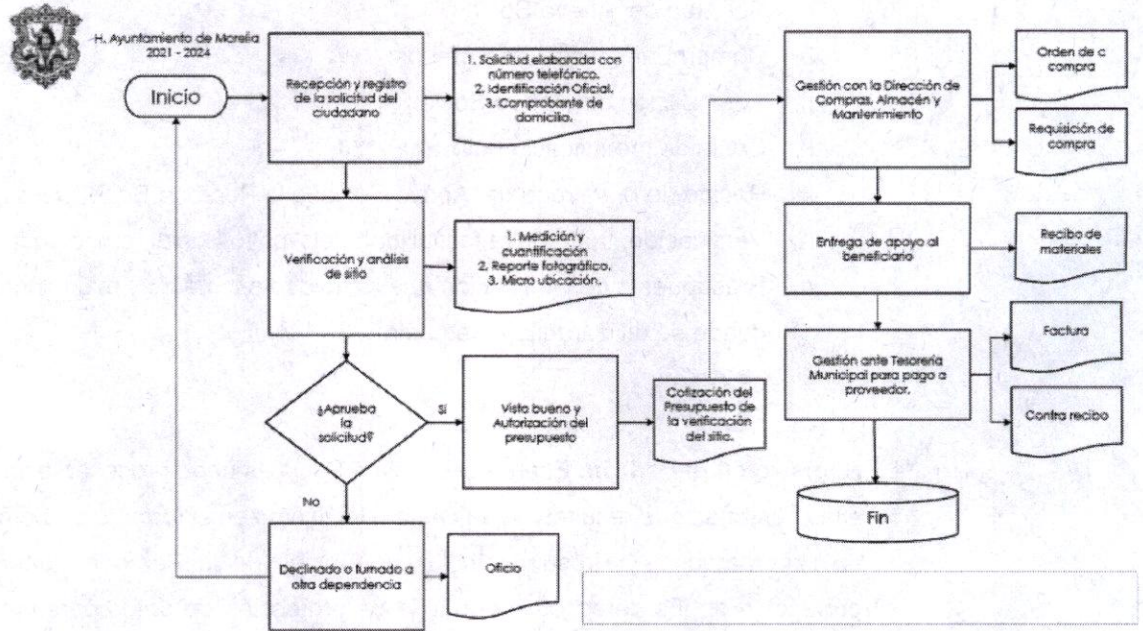 H. Ayuntamiento de Morelia
2021 - 2024
Inicio
Recepción y registro
de la solicitud del
ciudadano
1. Solicitud elaborada con
número telefónico.
2. Identificación Oficial.
3. Comprobante de
domicilio.
Verificación y análisis
de sitio
1. Medición y
cuantificación
2. Reporte fotográfico.
3. Micro ubicación.
¿Aprueba
la
solicitud?
Sí
Visto bueno y
Autorización del
presupuesto
Cotización del
Presupuesto de
la verificación
del sitio.
No
Declinado o turnado a
otra dependencia
Oficio
Gestión con la Dirección de
Compras, Almacén y
Mantenimiento
Orden de c
compra
Requisición de
compra
Entrega de apoyo al
beneficiario
Recibo de
materiales
Gestión ante Tesorería
Municipal para pago a
proveedor.
Factura
Contra recibo
Fin